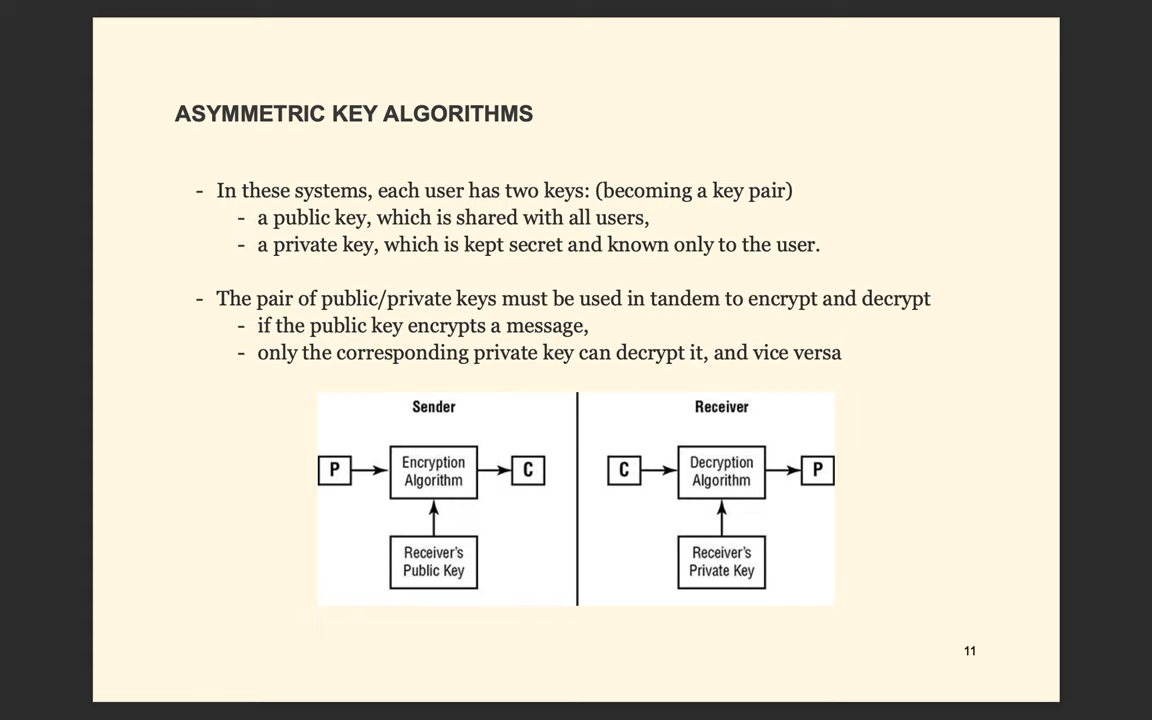 ASYMMETRIC KEY ALGORITHMS
- In these systems, each user has two keys: (becoming a key pair)
- a public key, which is shared with all users,
- a private key, which is kept secret and known only to the user.
- The pair of public/private keys must be used in tandem to encrypt and decrypt
- if the public key encrypts a message,
- only the corresponding private key can decrypt it, and vice versa
Sender
P
Encryption
Algorithm
C
Receiver's
Public Key
Receiver
C
Decryption
Algorithm
P
Receiver's
Private Key
11